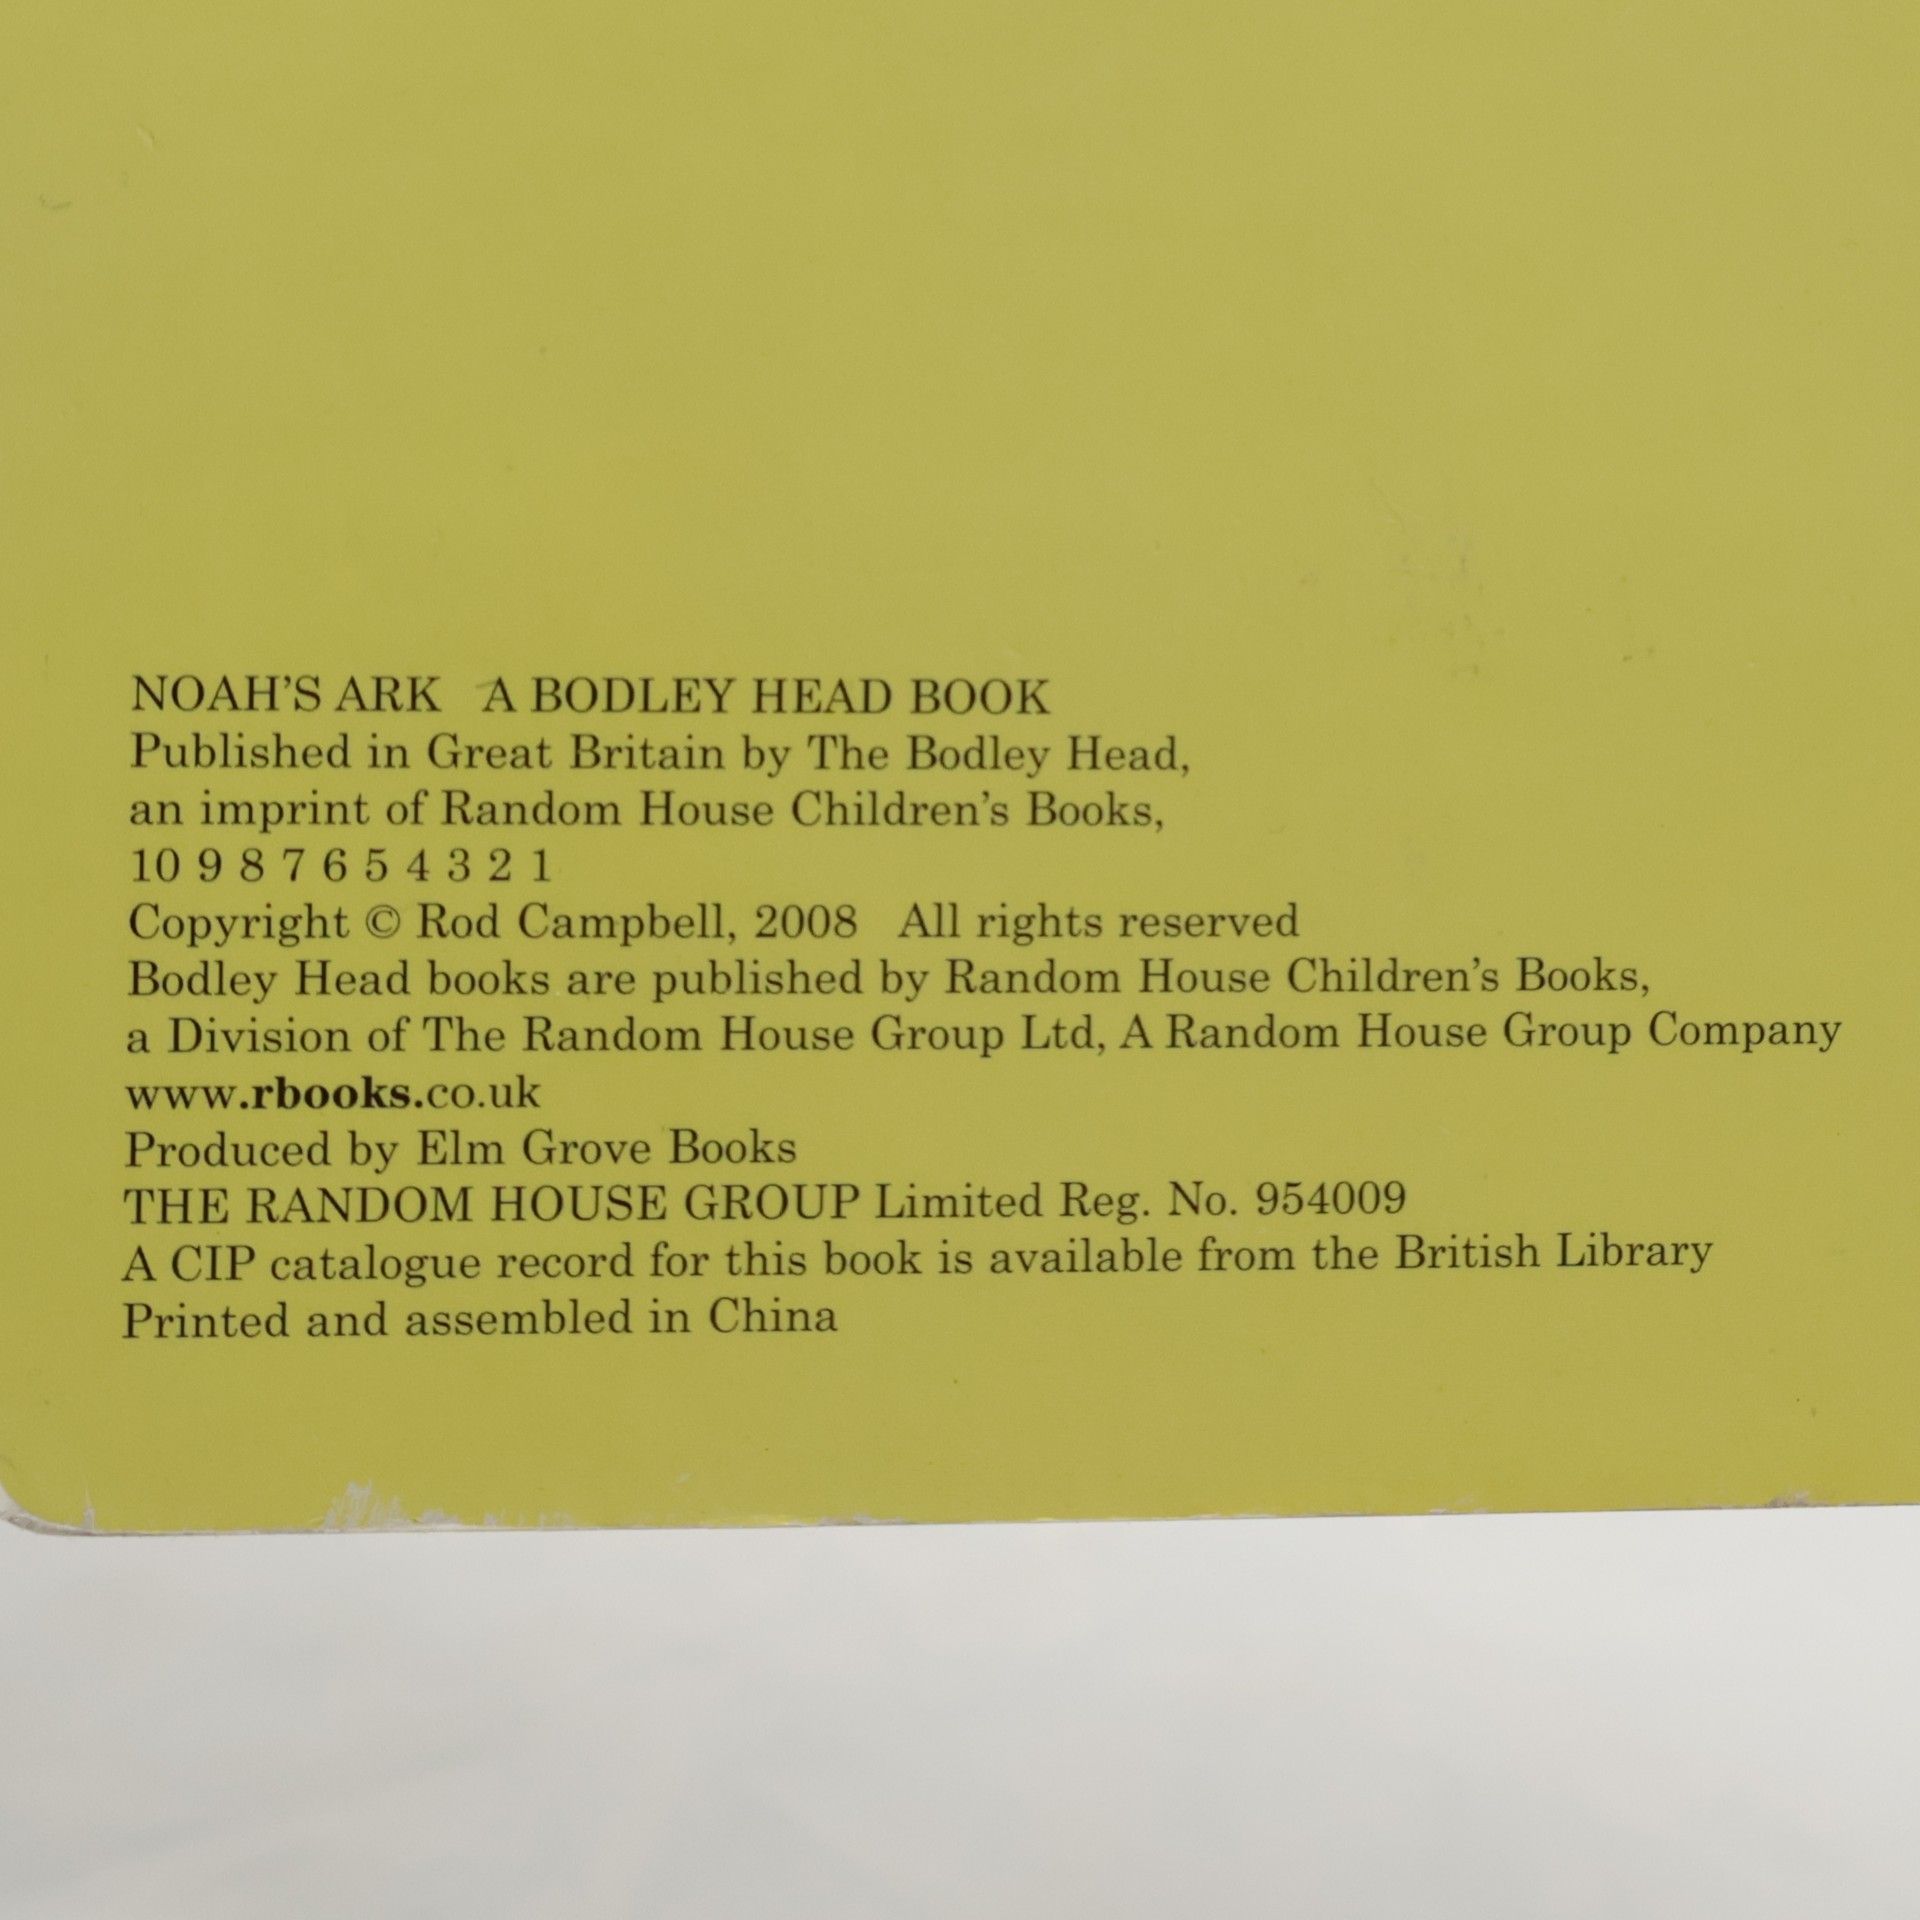 NOAH'S ARK   A BODLEY HEAD BOOK
Published in Great Britain by The Bodley Head,
an imprint of Random House Children's Books,
10 9 8 7 6 5 4 3 2 1
Copyright © Rod Campbell, 2008   All rights reserved
Bodley Head books are published by Random House Children's Books,
a Division of The Random House Group Ltd, A Random House Group Company
www.rbooks.co.uk
Produced by Elm Grove Books
THE RANDOM HOUSE GROUP Limited Reg. No. 954009
A CIP catalogue record for this book is available from the British Library
Printed and assembled in China